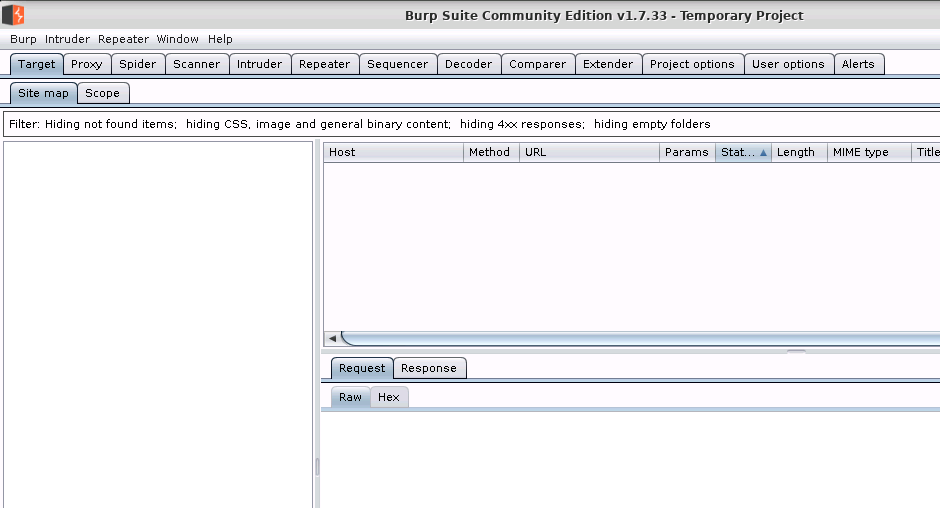 Burp Suite Community Edition v1.7.33 - Temporary Project
Burp Intruder Repeater Window Help
Target Proxy Spider Scanner Intruder Repeater Sequencer Decoder Comparer Extender Project options User options Alerts
Site map Scope
Filter: Hiding not found items; hiding CSS, image and general binary content; hiding 4xx responses; hiding empty folders
Host Method URL Params Stat... Length MIME type Title
Request Response
Raw Hex